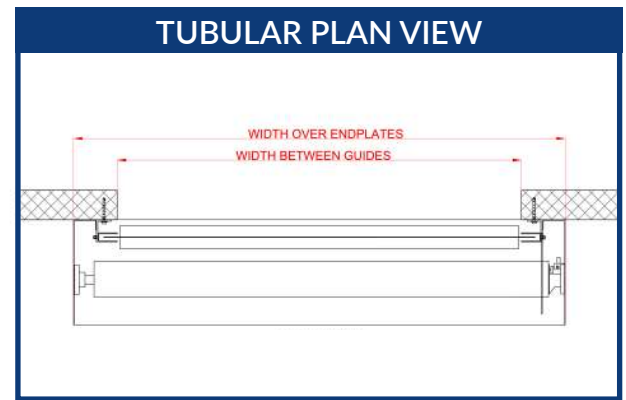 TUBULAR PLAN VIEW
WIDTH OVER ENDPLATES
WIDTH BETWEEN GUIDES